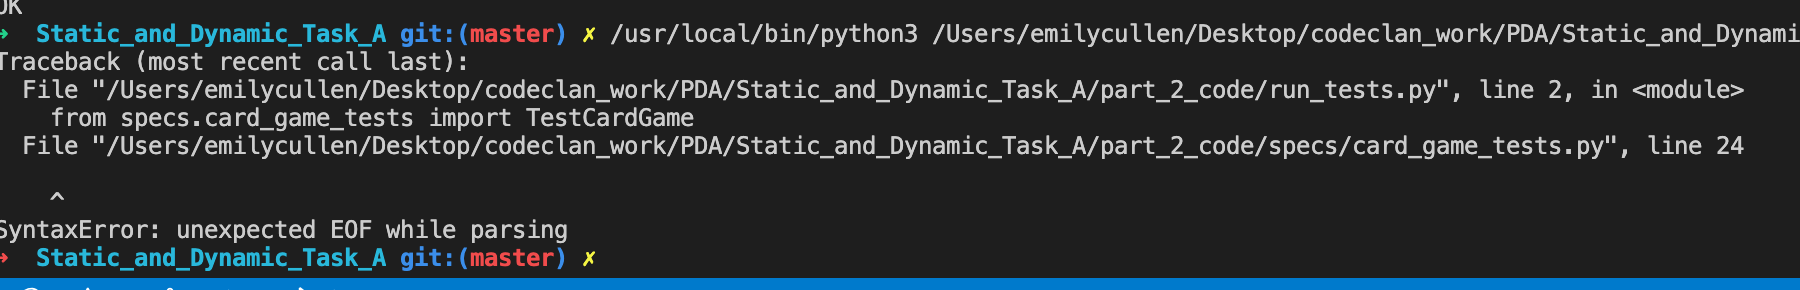 OK
➜ Static_and_Dynamic_Task_A git:(master) ✗ /usr/local/bin/python3 /Users/emilycullen/Desktop/codeclan_work/PDA/Static_and_Dynami
Traceback (most recent call last):
File "/Users/emilycullen/Desktop/codeclan_work/PDA/Static_and_Dynamic_Task_A/part_2_code/run_tests.py", line 2, in <module>
from specs.card_game_tests import TestCardGame
File "/Users/emilycullen/Desktop/codeclan_work/PDA/Static_and_Dynamic_Task_A/part_2_code/specs/card_game_tests.py", line 24
^
SyntaxError: unexpected EOF while parsing
➜ Static_and_Dynamic_Task_A git:(master) ✗